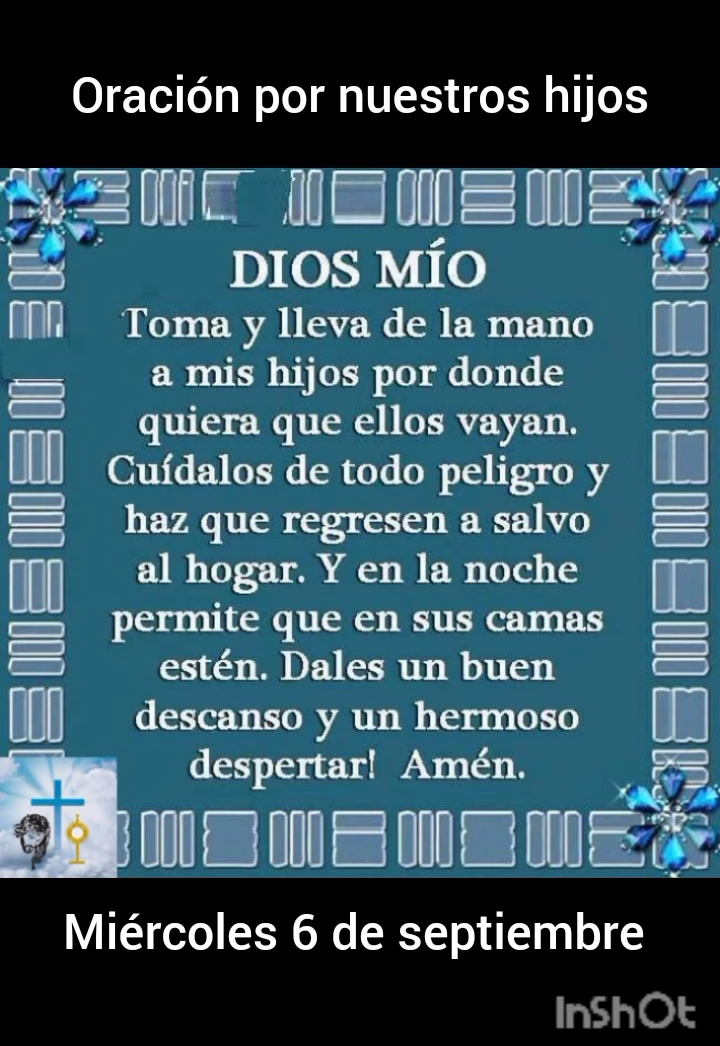 Oración por nuestros hijos
DIOS MÍO
Toma y lleva de la mano
a mis hijos por donde
quiera que ellos vayan.
Cuídalos de todo peligro y
haz que regresen a salvo
al hogar. Y en la noche
permite que en sus camas
estén. Dales un buen
descanso y un hermoso
despertar! Amén.
Miércoles 6 de septiembre
InShOt